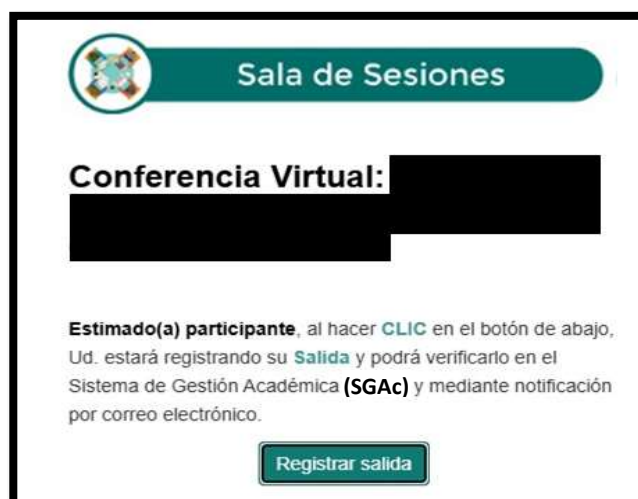 Sala de Sesiones
Conferencia Virtual:
Estimado(a) participante, al hacer CLIC en el botón de abajo,
Ud. estará registrando su Salida y podrá verificarlo en el
Sistema de Gestión Académica (SGAc) y mediante notificación
por correo electrónico.
Registrar salida